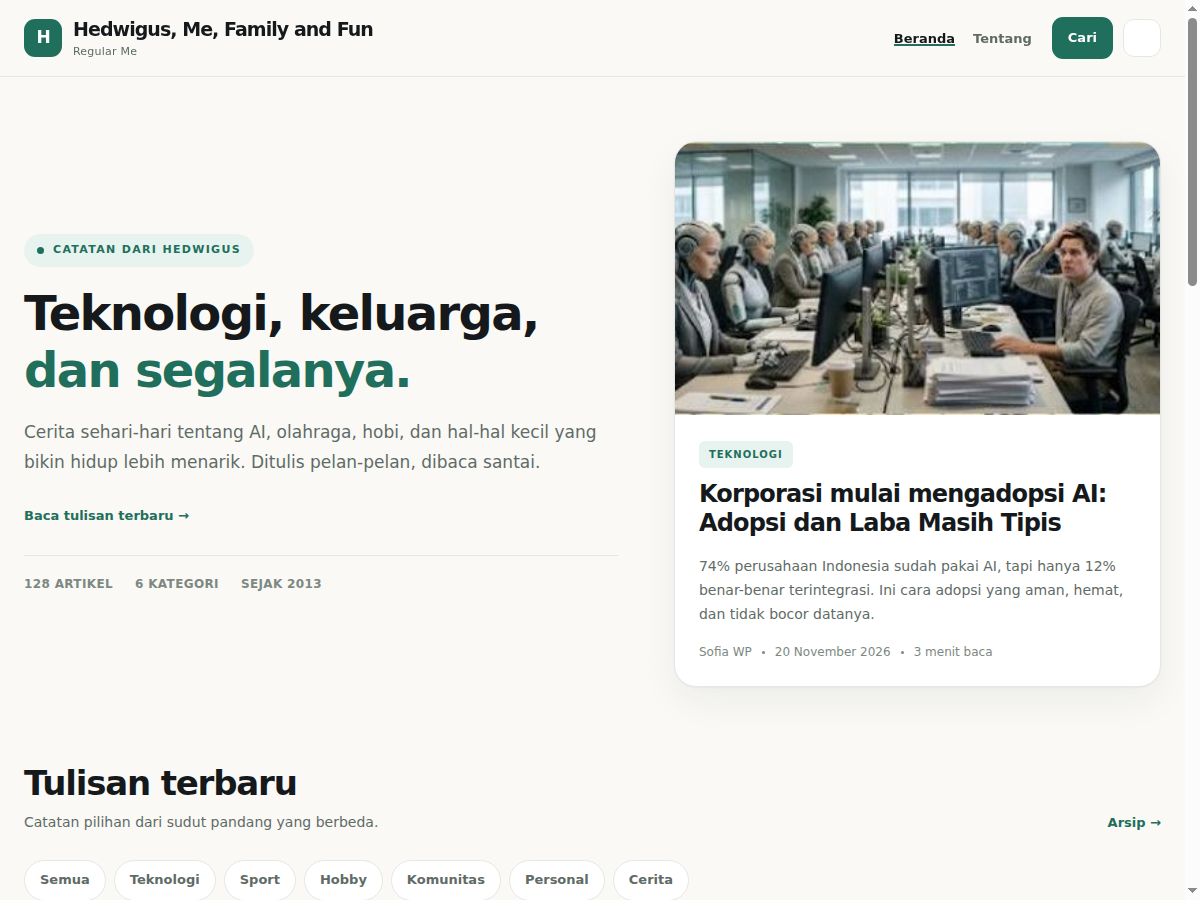 H
Hedwigus, Me, Family and Fun
Regular Me
Beranda
Tentang
Cari
CATATAN DARI HEDWIGUS
Teknologi, keluarga,
dan segalanya.
Cerita sehari-hari tentang AI, olahraga, hobi, dan hal-hal kecil yang
bikin hidup lebih menarik. Ditulis pelan-pelan, dibaca santai.
Baca tulisan terbaru →
128 ARTIKEL
6 KATEGORI
SEJAK 2013
TEKNOLOGI
Korporasi mulai mengadopsi AI:
Adopsi dan Laba Masih Tipis
74% perusahaan Indonesia sudah pakai AI, tapi hanya 12%
benar-benar terintegrasi. Ini cara adopsi yang aman, hemat,
dan tidak bocor datanya.
Sofia WP • 20 November 2026 • 3 menit baca
Tulisan terbaru
Catatan pilihan dari sudut pandang yang berbeda.
Arsip →
Semua
Teknologi
Sport
Hobby
Komunitas
Personal
Cerita